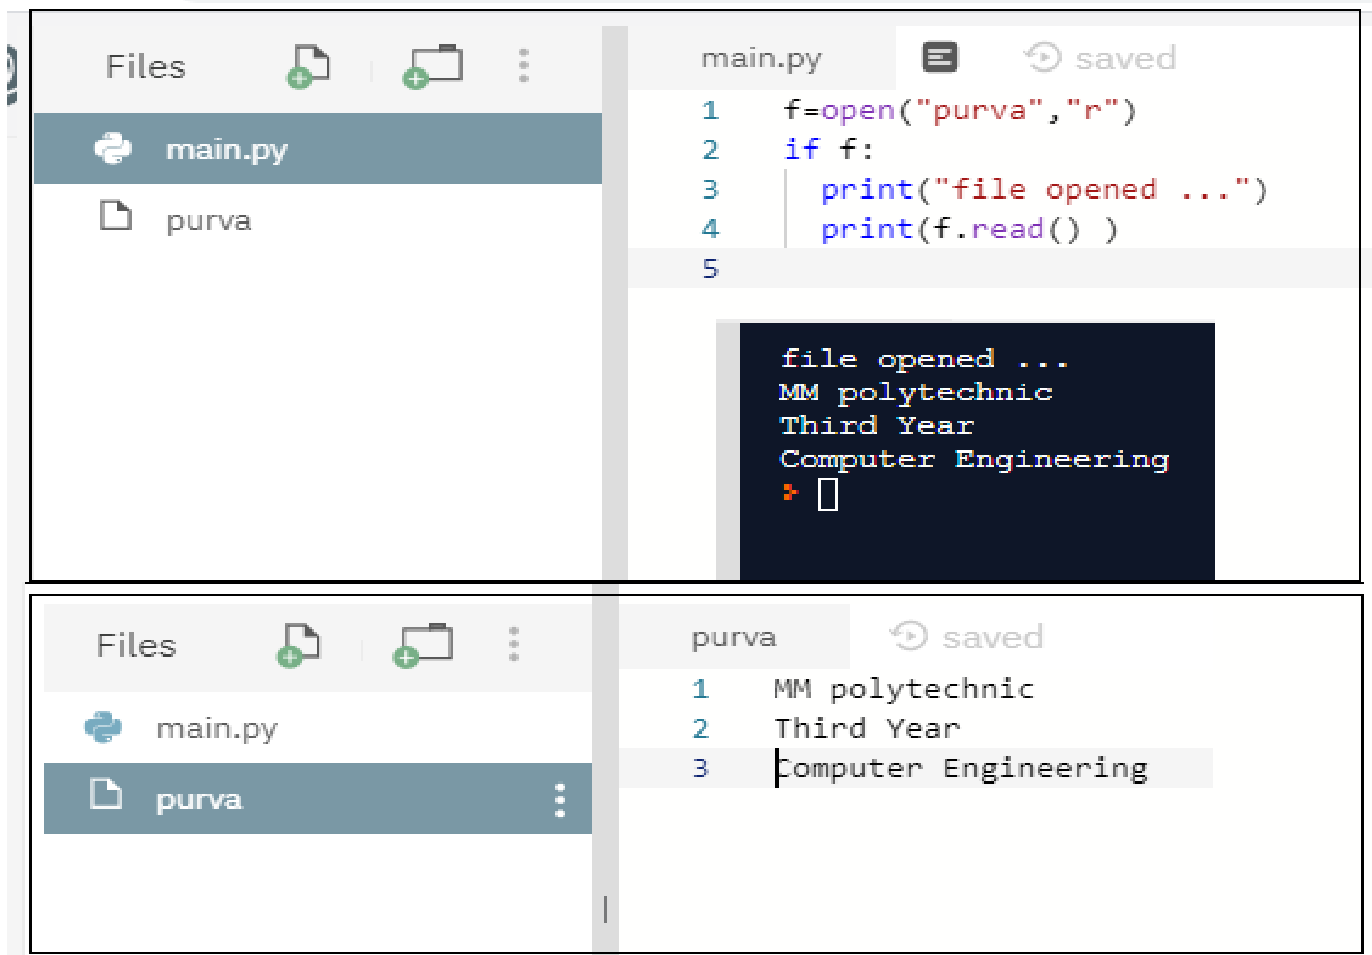 Files
main.py
purva
main.py saved
1 f=open("purva","r")
2 if f:
3 print("file opened ...")
4 print(f.read() )
5
file opened ...
MM polytechnic
Third Year
Computer Engineering
>
Files
main.py
purva
purva saved
1 MM polytechnic
2 Third Year
3 Computer Engineering